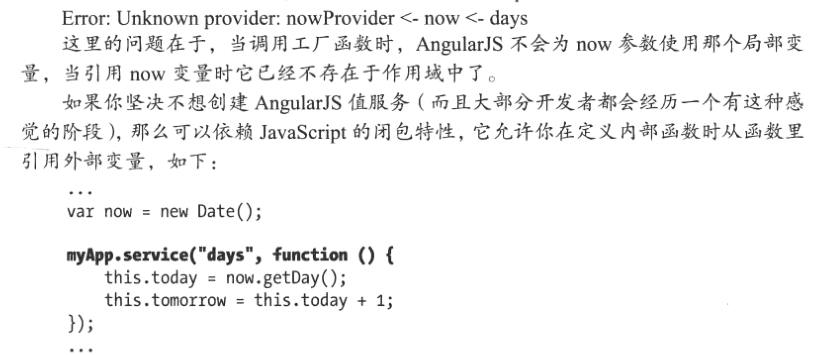 Error: Unknown provider: nowProvider <- now <- days
这里的问题在于，当调用工厂函数时，AngularJS 不会为 now 参数使用那个局部变
量，当引用 now 变量时它已经不存在于作用域中了。
如果你坚决不想创建 AngularJS 值服务（而且大部分开发者都会经历一个有这种感
觉的阶段），那么可以依赖 JavaScript 的闭包特性，它允许你在定义内部函数时从函数里
引用外部变量，如下：
...
var now = new Date();
myApp.service("days", function () {
    this.today = now.getDay();
    this.tomorrow = this.today + 1;
});
...